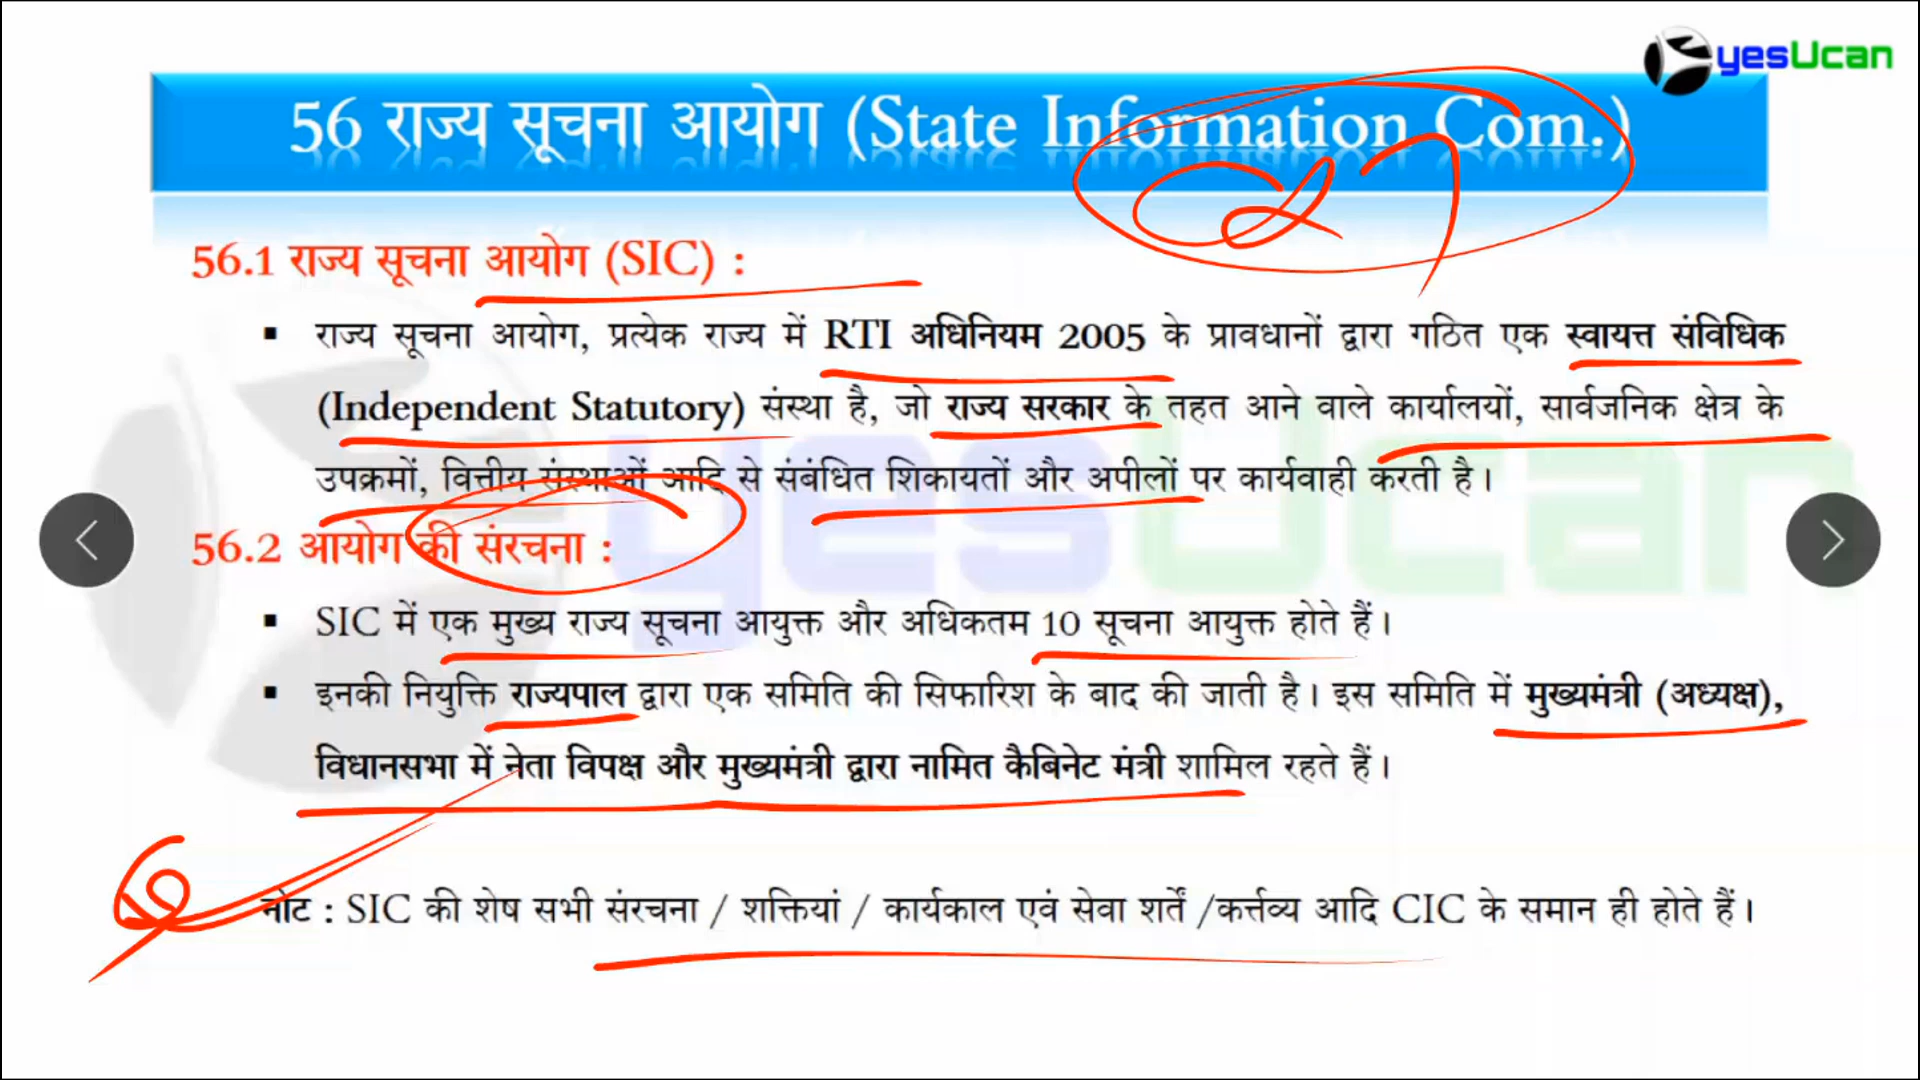 yesUcan
56 राज्य सूचना आयोग (State Information Com.)
56.1 राज्य सूचना आयोग (SIC) :
▪ राज्य सूचना आयोग, प्रत्येक राज्य में RTI अधिनियम 2005 के प्रावधानों द्वारा गठित एक स्वायत्त संविधिक
(Independent Statutory) संस्था है, जो राज्य सरकार के तहत आने वाले कार्यालयों, सार्वजनिक क्षेत्र के
उपक्रमों, वित्तीय संस्थाओं आदि से संबंधित शिकायतों और अपीलों पर कार्यवाही करती है।
56.2 आयोग की संरचना :
▪ SIC में एक मुख्य राज्य सूचना आयुक्त और अधिकतम 10 सूचना आयुक्त होते हैं।
▪ इनकी नियुक्ति राज्यपाल द्वारा एक समिति की सिफारिश के बाद की जाती है। इस समिति में मुख्यमंत्री (अध्यक्ष),
विधानसभा में नेता विपक्ष और मुख्यमंत्री द्वारा नामित कैबिनेट मंत्री शामिल रहते हैं।
नोट : SIC की शेष सभी संरचना / शक्तियां / कार्यकाल एवं सेवा शर्तें /कर्त्तव्य आदि CIC के समान ही होते हैं।